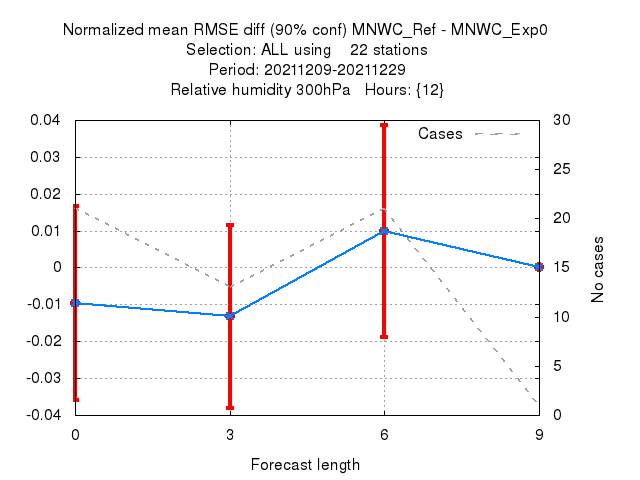 Normalized mean RMSE diff (90% conf) MNWC_Ref - MNWC_Exp0
Selection: ALL using    22 stations
Period: 20211209-20211229
Relative humidity 300hPa   Hours: {12}
Cases
0.04
0.03
0.02
0.01
0
-0.01
-0.02
-0.03
-0.04
30
25
20
15
10
5
0
No cases
0
3
6
9
Forecast length